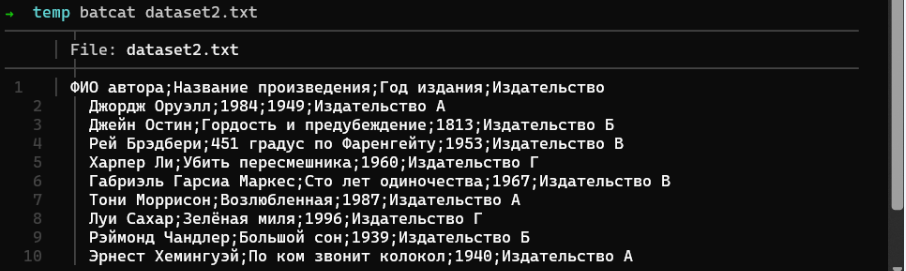 → temp batcat dataset2.txt
File: dataset2.txt
1 ФИО автора;Название произведения;Год издания;Издательство
2 Джордж Оруэлл;1984;1949;Издательство А
3 Джейн Остин;Гордость и предубеждение;1813;Издательство Б
4 Рей Брэдбери;451 градус по Фаренгейту;1953;Издательство В
5 Харпер Ли;Убить пересмешника;1960;Издательство Г
6 Габриэль Гарсиа Маркес;Сто лет одиночества;1967;Издательство В
7 Тони Моррисон;Возлюбленная;1987;Издательство А
8 Луи Сахар;Зелёная миля;1996;Издательство Г
9 Рэймонд Чандлер;Большой сон;1939;Издательство Б
10 Эрнест Хемингуэй;По ком звонит колокол;1940;Издательство А